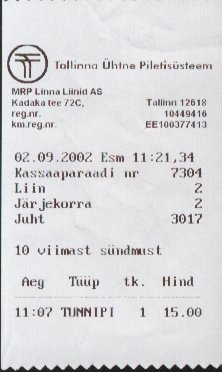 Tallinna Ühtne Piletisüsteem
MRP Linna Liinid AS
Kadaka tee 72C, Tallinn 12618
reg.nr. 10449416
km.reg.nr. EE100377413
02.09.2002 Esm 11:21,34
Kassaaparaadi nr 7304
Liin 2
Järjekorra 2
Juht 3017
10 viimast sündmust
Aeg Tüüp tk. Hind
11:07 TUNNIPI 1 15.00